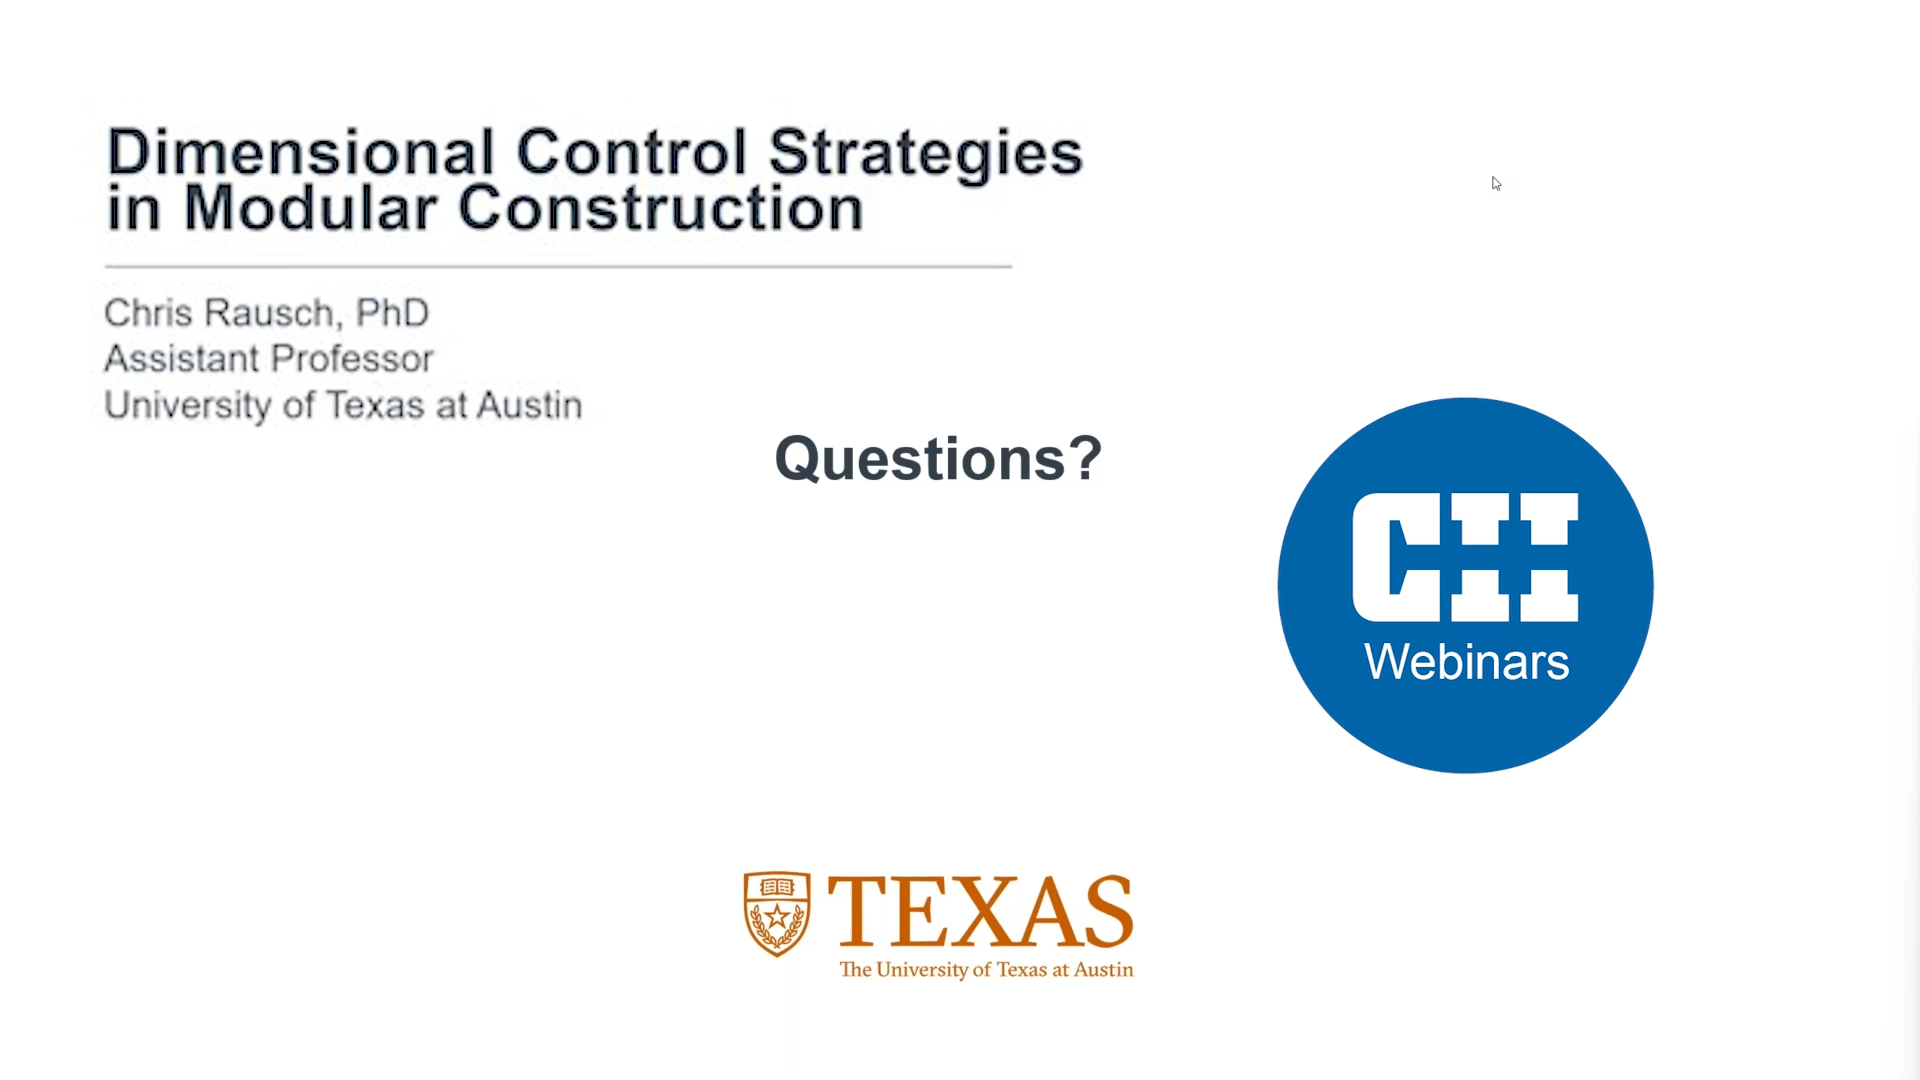 Dimensional Control Strategies
in Modular Construction
Chris Rausch, PhD
Assistant Professor
University of Texas at Austin
Questions?
CII
Webinars
TEXAS
The University of Texas at Austin